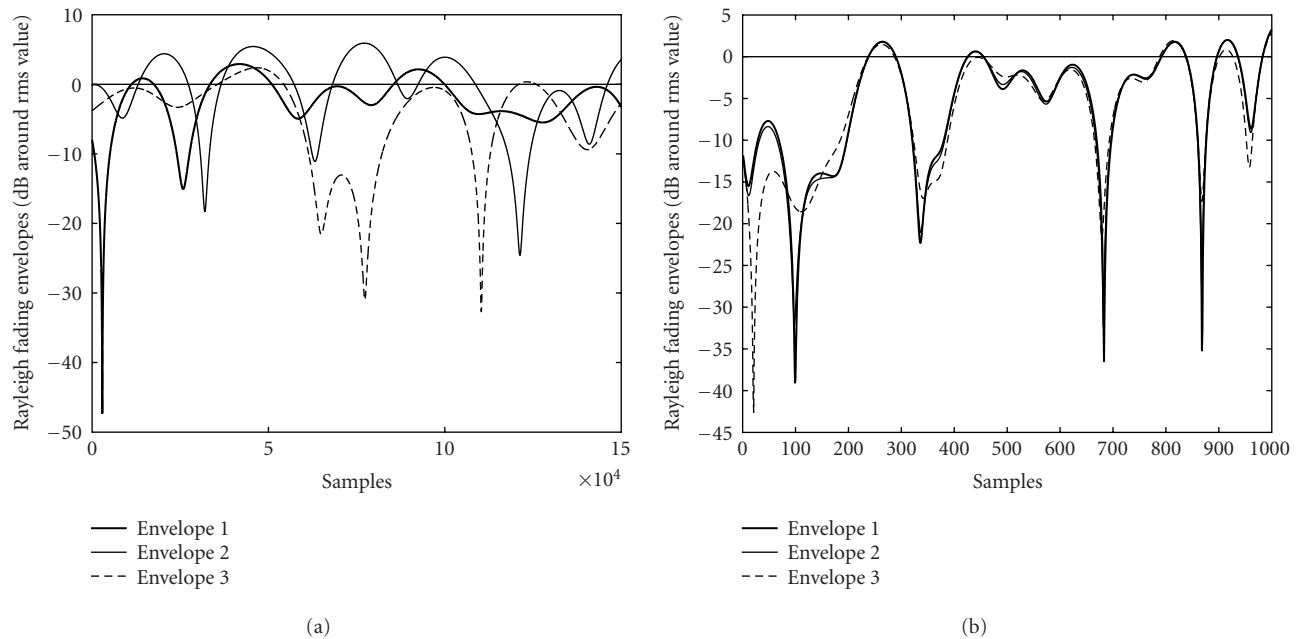 Rayleigh fading envelopes (dB around rms value)
10
0
−10
−20
−30
−40
−50
0
5
10
15
×10⁴
Samples
Envelope 1
Envelope 2
Envelope 3
(a)
Rayleigh fading envelopes (dB around rms value)
5
0
−5
−10
−15
−20
−25
−30
−35
−40
−45
0 100 200 300 400 500 600 700 800 900 1000
Samples
Envelope 1
Envelope 2
Envelope 3
(b)